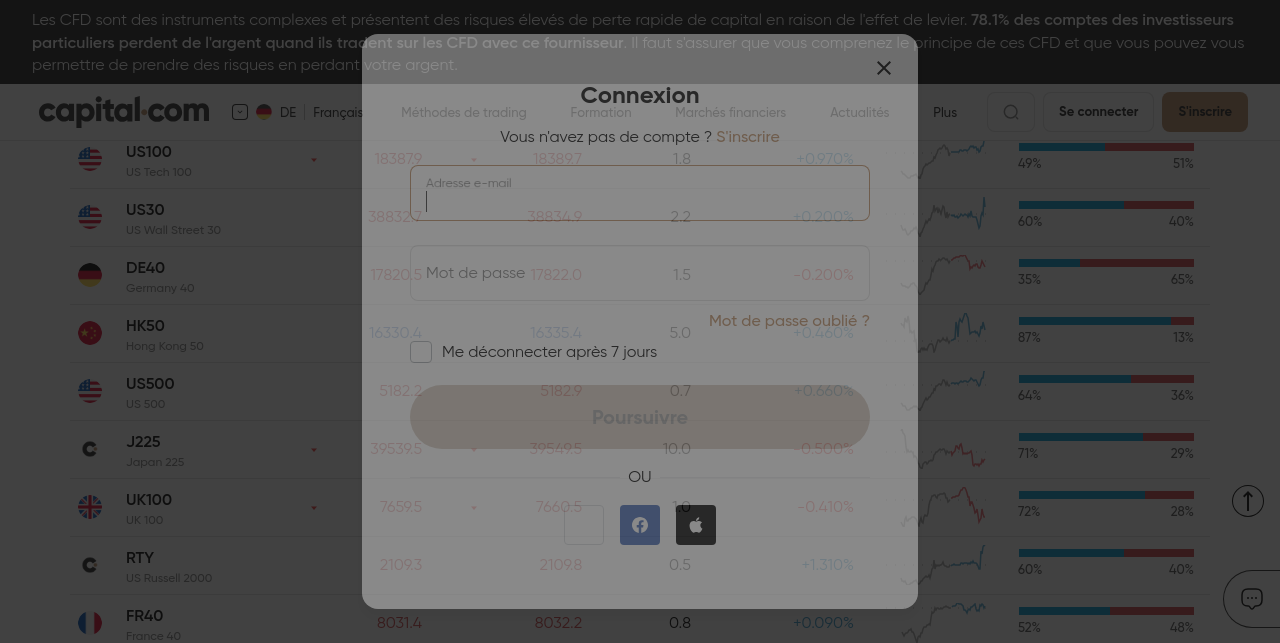 Les CFD sont des instruments complexes et présentent des risques élevés de perte rapide de capital en raison de l'effet de levier. 78.1% des comptes des investisseurs
particuliers perdent de l'argent quand ils tradent sur les CFD avec ce fournisseur. Il faut s'assurer que vous comprenez le principe de ces CFD et que vous pouvez vous
permettre de prendre des risques en perdant votre argent.
capital.com DE Français Méthodes de trading Formation Marchés financiers Actualités Plus Se connecter S'inscrire
Connexion
Vous n'avez pas de compte ? S'inscrire
Adresse e-mail
Mot de passe
Mot de passe oublié ?
Me déconnecter après 7 jours
Poursuivre
OU
US100 18387.9 18389.7 1.8 +0.970% 49% 51%
US Tech 100
US30 38832.7 38834.9 2.2 +0.200% 60% 40%
US Wall Street 30
DE40 17820.5 17822.0 1.5 -0.200% 35% 65%
Germany 40
HK50 16330.4 16335.4 5.0 +0.460% 87% 13%
Hong Kong 50
US500 5182.2 5182.9 0.7 +0.660% 64% 36%
US 500
J225 39539.5 39549.5 10.0 -0.500% 71% 29%
Japan 225
UK100 7659.5 7660.5 1.0 -0.410% 72% 28%
UK 100
RTY 2109.3 2109.8 0.5 +1.310% 60% 40%
US Russell 2000
FR40 8031.4 8032.2 0.8 +0.090% 52% 48%
France 40